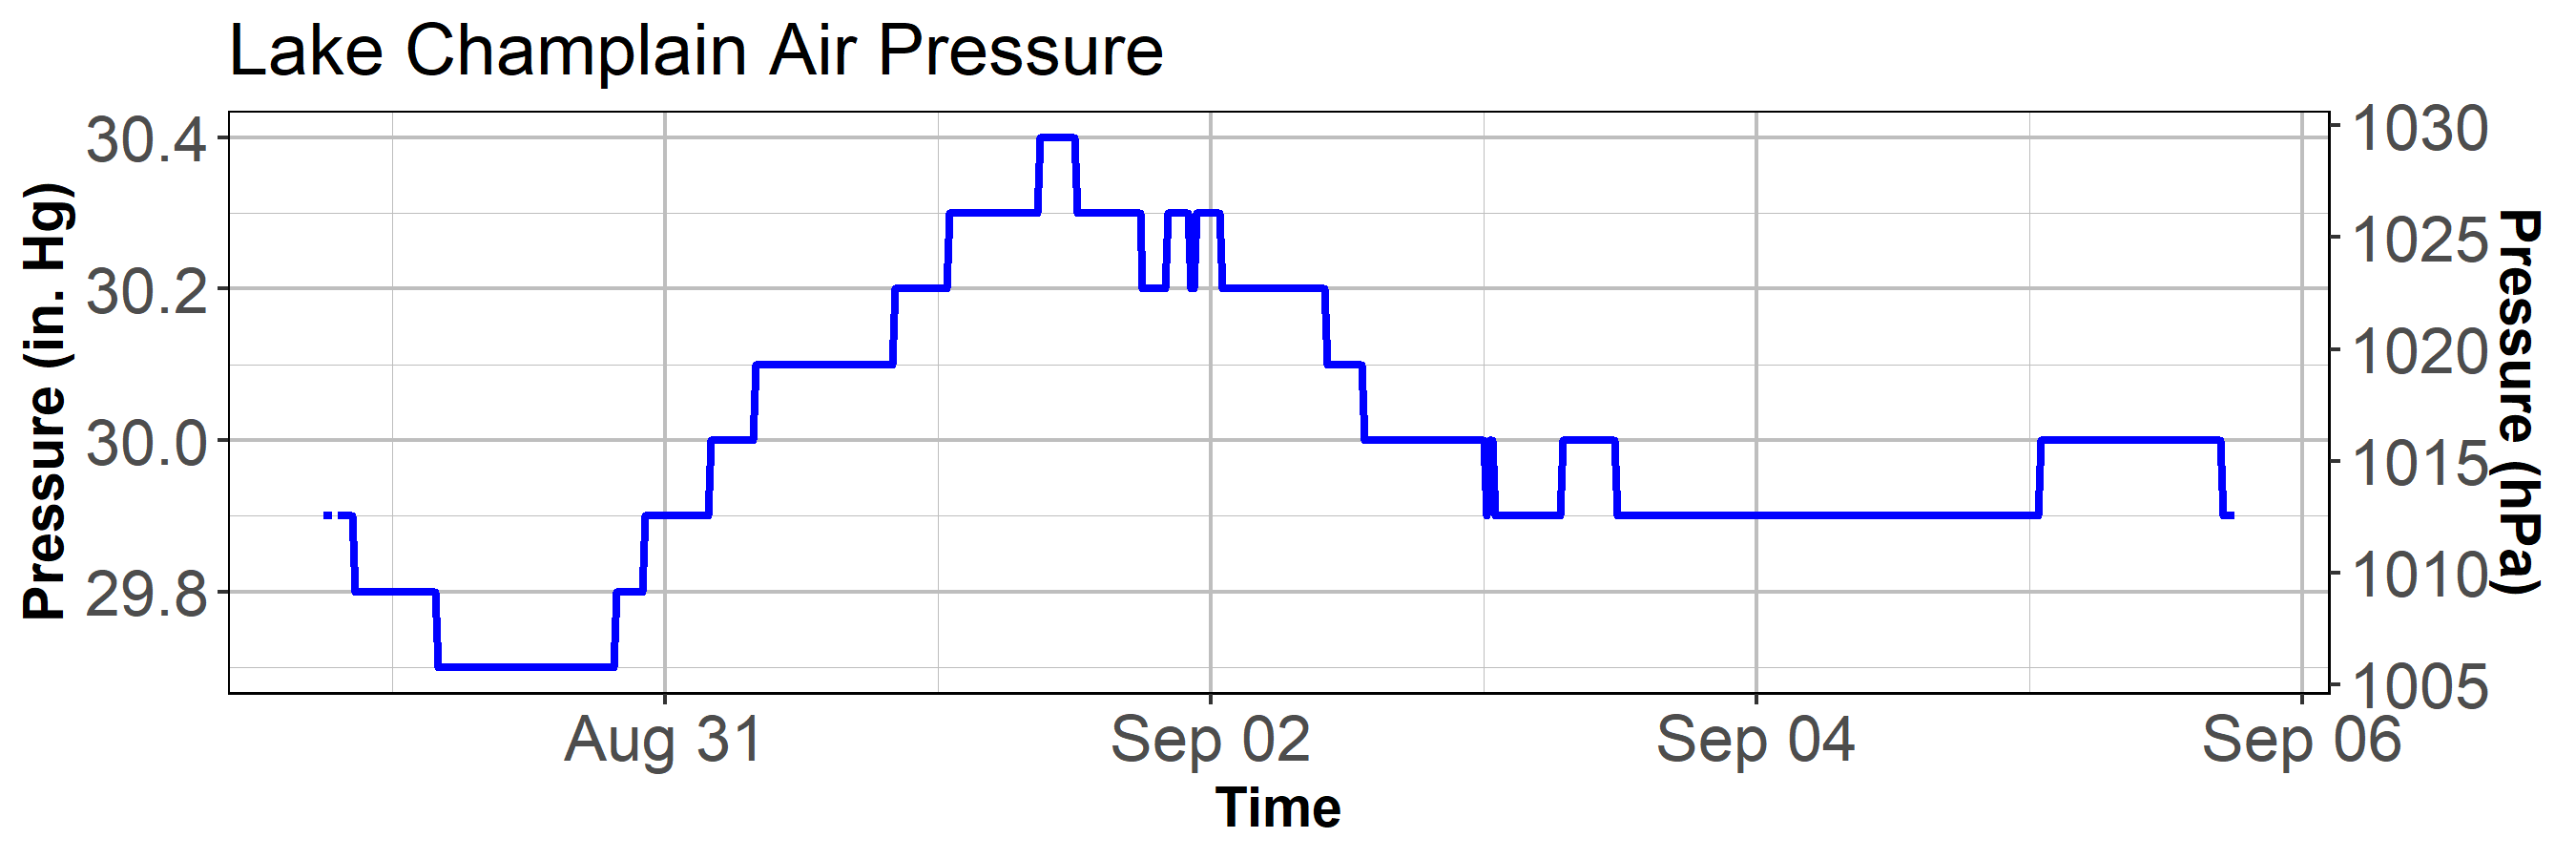 Lake Champlain Air Pressure
Pressure (in. Hg)
30.4
30.2
30.0
29.8
1030
1025
1020
1015
1010
1005
Pressure (hPa)
Aug 31
Sep 02
Sep 04
Sep 06
Time